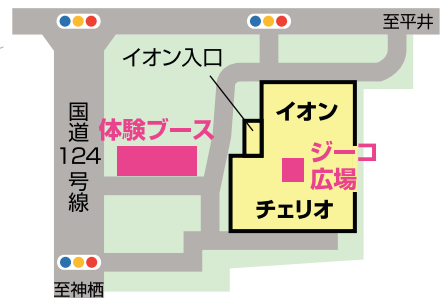 至平井
イオン入口
イオン
国道124号線
体験ブース
ジーコ
広場
チェリオ
至神栖